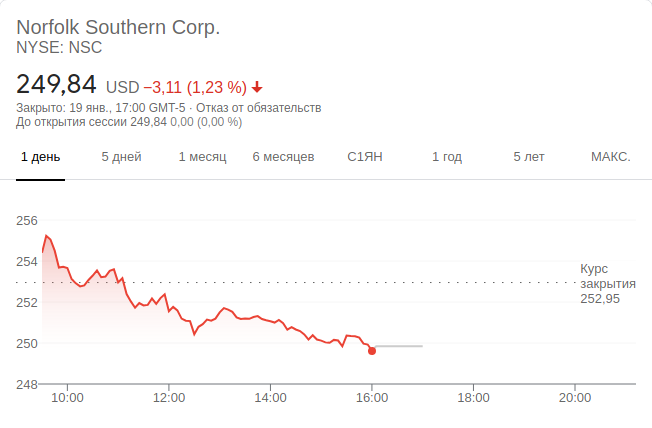 Norfolk Southern Corp.
NYSE: NSC
249,84 USD −3,11 (1,23 %)
Закрыто: 19 янв., 17:00 GMT-5 · Отказ от обязательств
До открытия сессии 249,84 0,00 (0,00 %)
1 день 5 дней 1 месяц 6 месяцев С1ЯН 1 год 5 лет МАКС.
256
254
Курс
закрытия
252,95
252
250
248
10:00 12:00 14:00 16:00 18:00 20:00